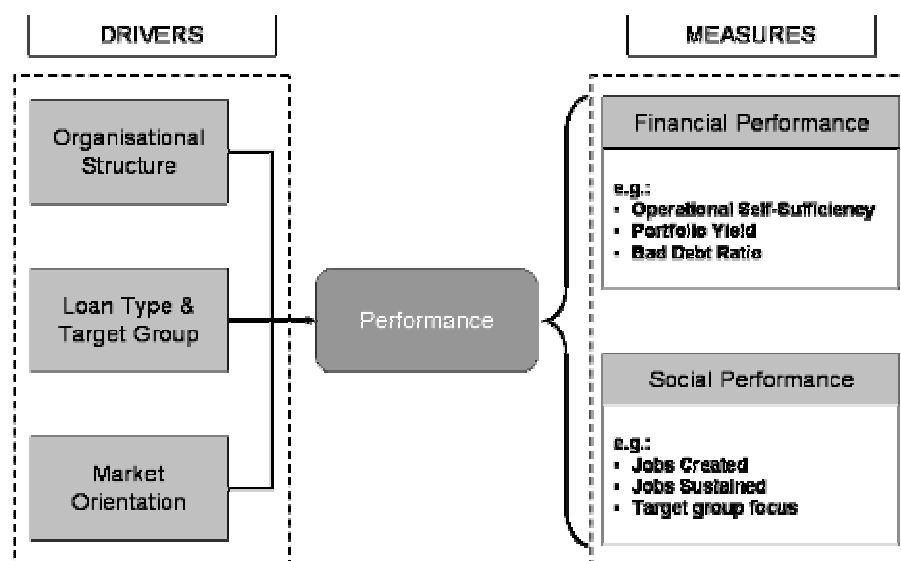 DRIVERS
Organisational
Structure
Loan Type &
Target Group
Market
Orientation
Performance
MEASURES
Financial Performance
e.g.:
• Operational Self-Sufficiency
• Portfolio Yield
• Bad Debt Ratio
Social Performance
e.g.:
• Jobs Created
• Jobs Sustained
• Target group focus